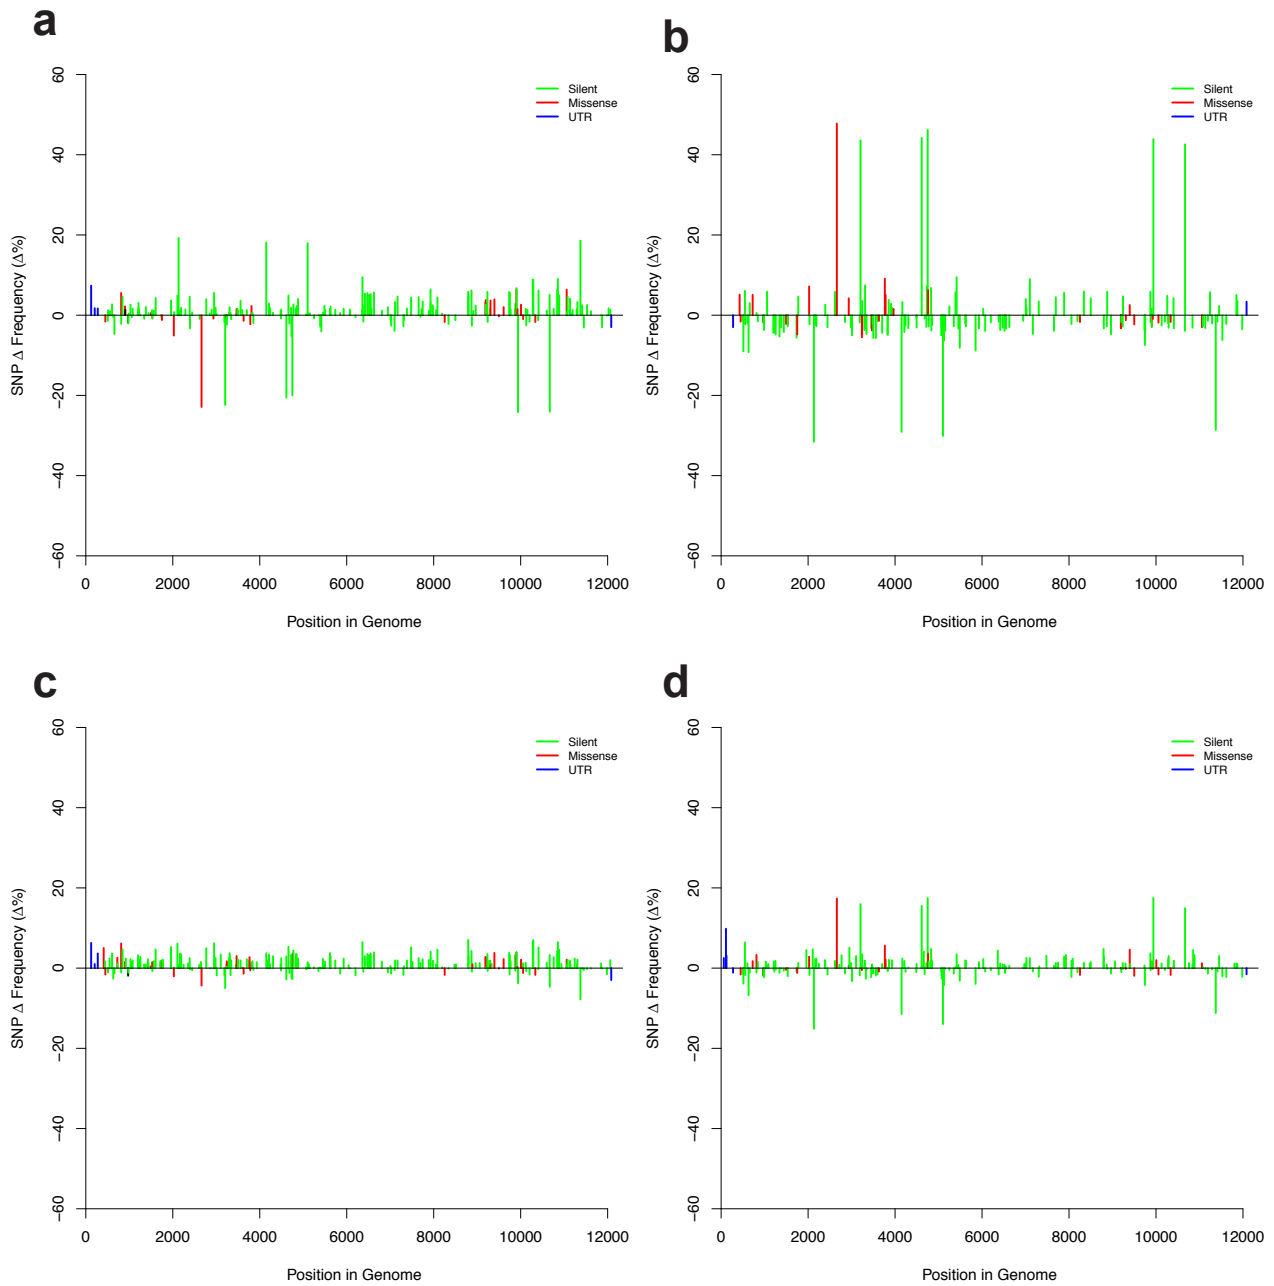 a
60
40
20
0
−20
−40
−60
SNP Δ Frequency (Δ%)
Silent
Missense
UTR
0 2000 4000 6000 8000 10000 12000
Position in Genome
b
60
40
20
0
−20
−40
−60
SNP Δ Frequency (Δ%)
Silent
Missense
UTR
0 2000 4000 6000 8000 10000 12000
Position in Genome
c
60
40
20
0
−20
−40
−60
SNP Δ Frequency (Δ%)
Silent
Missense
UTR
0 2000 4000 6000 8000 10000 12000
Position in Genome
d
60
40
20
0
−20
−40
−60
SNP Δ Frequency (Δ%)
Silent
Missense
UTR
0 2000 4000 6000 8000 10000 12000
Position in Genome